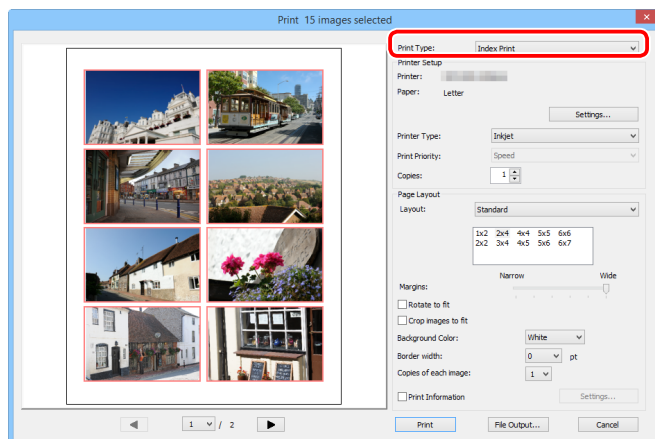 Print 15 images selected
Print Type: Index Print
Printer Setup
Printer:
Paper: Letter
Settings...
Printer Type: Inkjet
Print Priority: Speed
Copies: 1
Page Layout
Layout: Standard
1x2 2x4 4x4 5x5 6x6
2x2 3x4 4x5 5x6 6x7
Narrow Wide
Margins:
Rotate to fit
Crop images to fit
Background Color: White
Border width: 0 pt
Copies of each image: 1
Print Information Settings...
1 / 2
Print File Output... Cancel